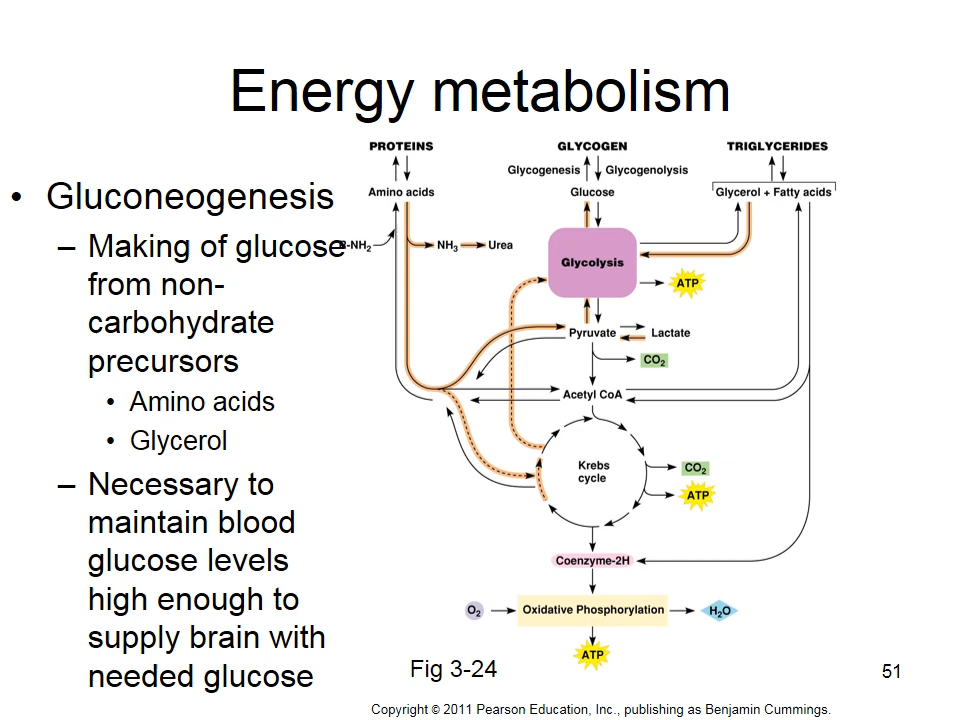 Energy metabolism
• Gluconeogenesis
– Making of glucose
from non-
carbohydrate
precursors
• Amino acids
• Glycerol
– Necessary to
maintain blood
glucose levels
high enough to
supply brain with
needed glucose
PROTEINS
GLYCOGEN
TRIGLYCERIDES
Glycogenesis
Glycogenolysis
Amino acids
Glucose
Glycerol + Fatty acids
R-NH₂
NH₃
Urea
Glycolysis
ATP
Pyruvate
Lactate
CO₂
Acetyl CoA
Krebs
cycle
CO₂
ATP
Coenzyme-2H
O₂
Oxidative Phosphorylation
H₂O
ATP
Fig 3-24
51
Copyright © 2011 Pearson Education, Inc., publishing as Benjamin Cummings.